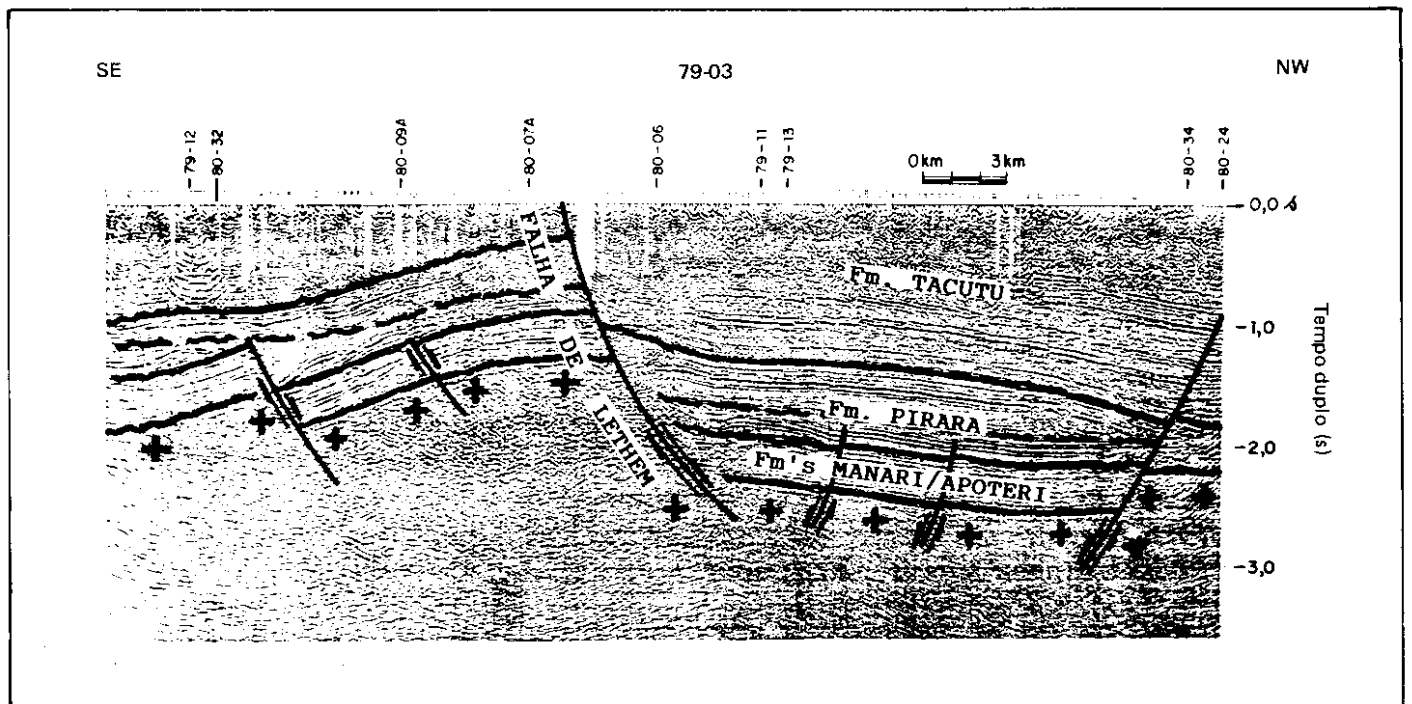 SE
79-03
NW
-79-12
-80-32
-80-09A
-80-07A
-80-06
-79-11
-79-13
-80-34
-80-24
0km 3km
0,0 s
-1,0
-2,0
-3,0
Tempo duplo (s)
FALHA DE LETHEM
Fm. TACUTU
Fm. PIRARA
Fm's MANARI/APOTERI